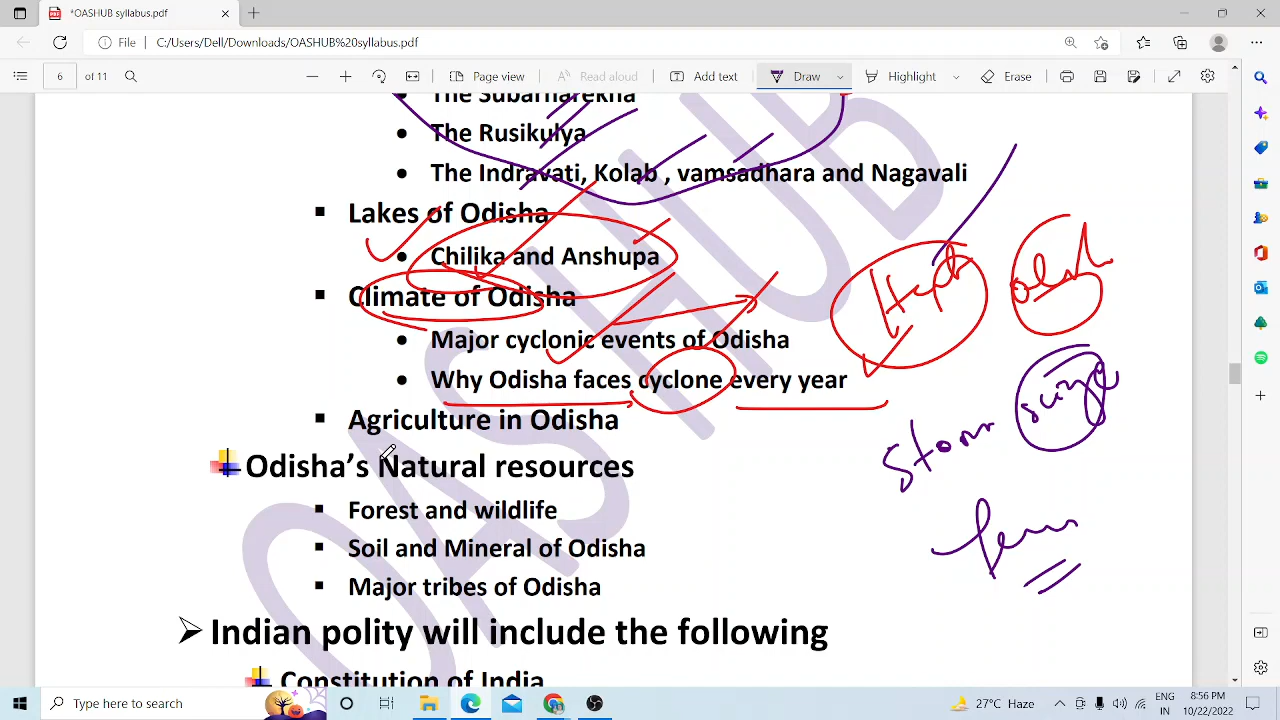 *OASHUB syllabus.pdf
File C:/Users/Dell/Downloads/OASHUB%20syllabus.pdf
6 of 11 Page view Read aloud Add text Draw Highlight Erase
The Subarnarekha
The Rusikulya
The Indravati, Kolab , vamsadhara and Nagavali
Lakes of Odisha
Chilika and Anshupa
Climate of Odisha
Major cyclonic events of Odisha
Why Odisha faces cyclone every year
Agriculture in Odisha
Odisha's Natural resources
Forest and wildlife
Soil and Mineral of Odisha
Major tribes of Odisha
Indian polity will include the following
Constitution of India
OASHUB
storm surge
Type here to search
27°C Haze
ENG
IN
8:56 PM
10/22/2022